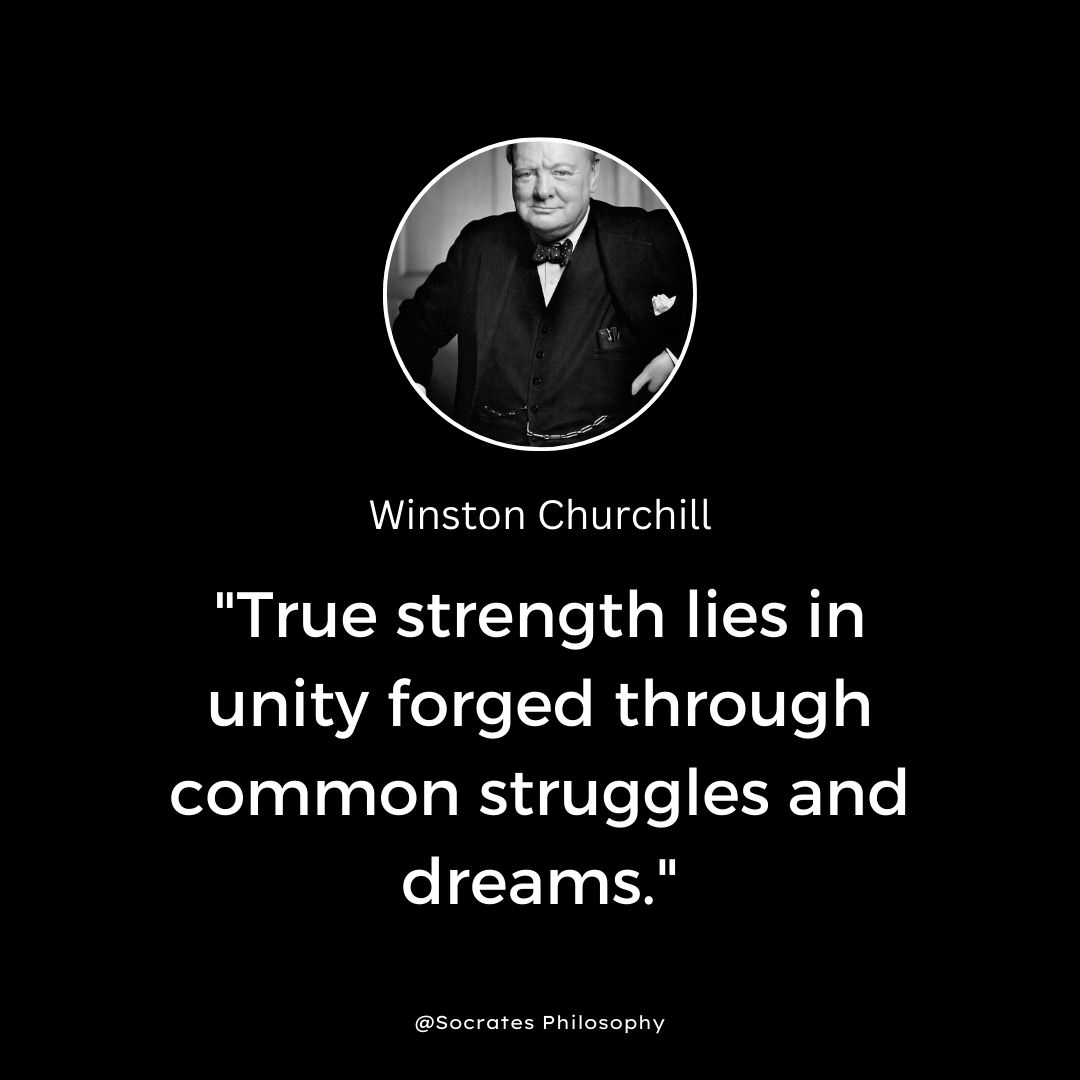 Winston Churchill
"True strength lies in
unity forged through
common struggles and
dreams."
@Socrates Philosophy